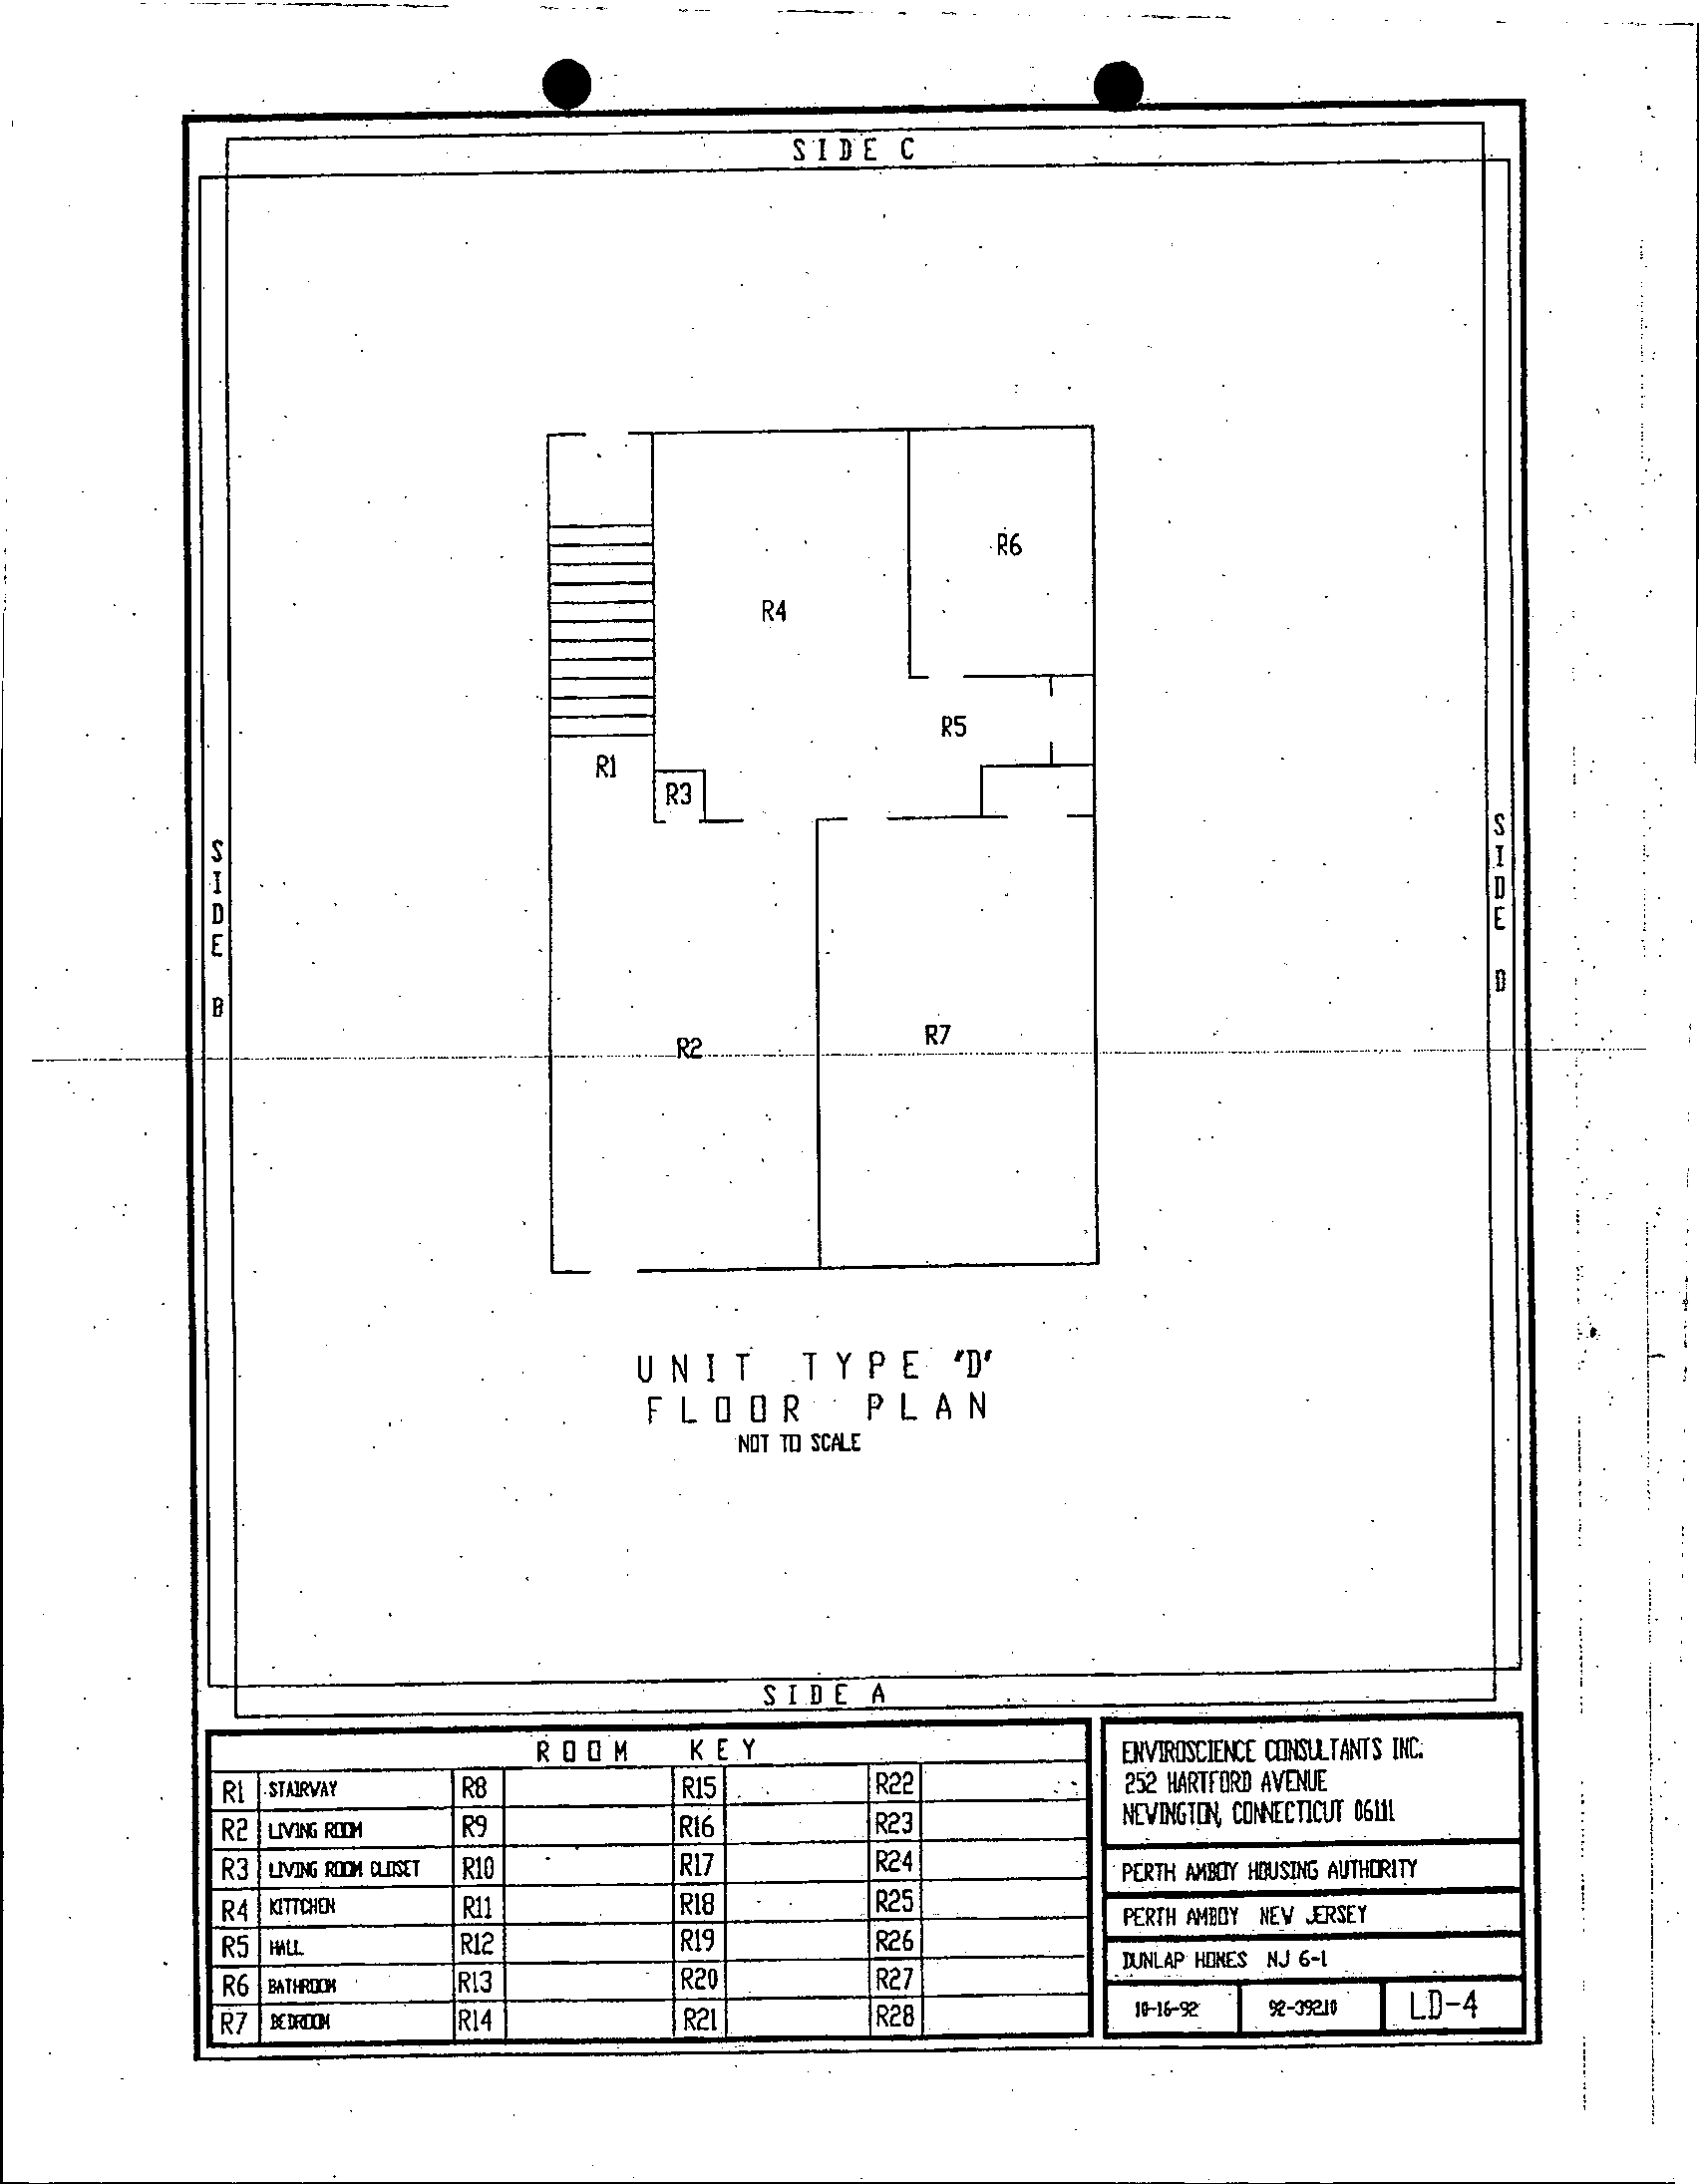 SIDE C
R6
R4
R5
R1
R3
SIDE B
SIDE D
R7
R2
UNIT TYPE "D"
FLOOR PLAN
NOT TO SCALE
SIDE A
ROOM KEY
R1 STAIRWAY R8 R15 R22
R2 LIVING ROOM R9 R16 R23
R3 LIVING ROOM CLOSET R10 R17 R24
R4 KITTCHEN R11 R18 R25
R5 HALL R12 R19 R26
R6 BATHROOM R13 R20 R27
R7 BEDROOM R14 R21 R28
ENVIROSCIENCE CONSULTANTS INC.
252 HARTFORD AVENUE
NEWINGTON, CONNECTICUT 06111
PERTH AMBOY HOUSING AUTHORITY
PERTH AMBOY NEW JERSEY
DUNLAP HOMES NJ 6-1
10-16-92 92-392.10 LD-4